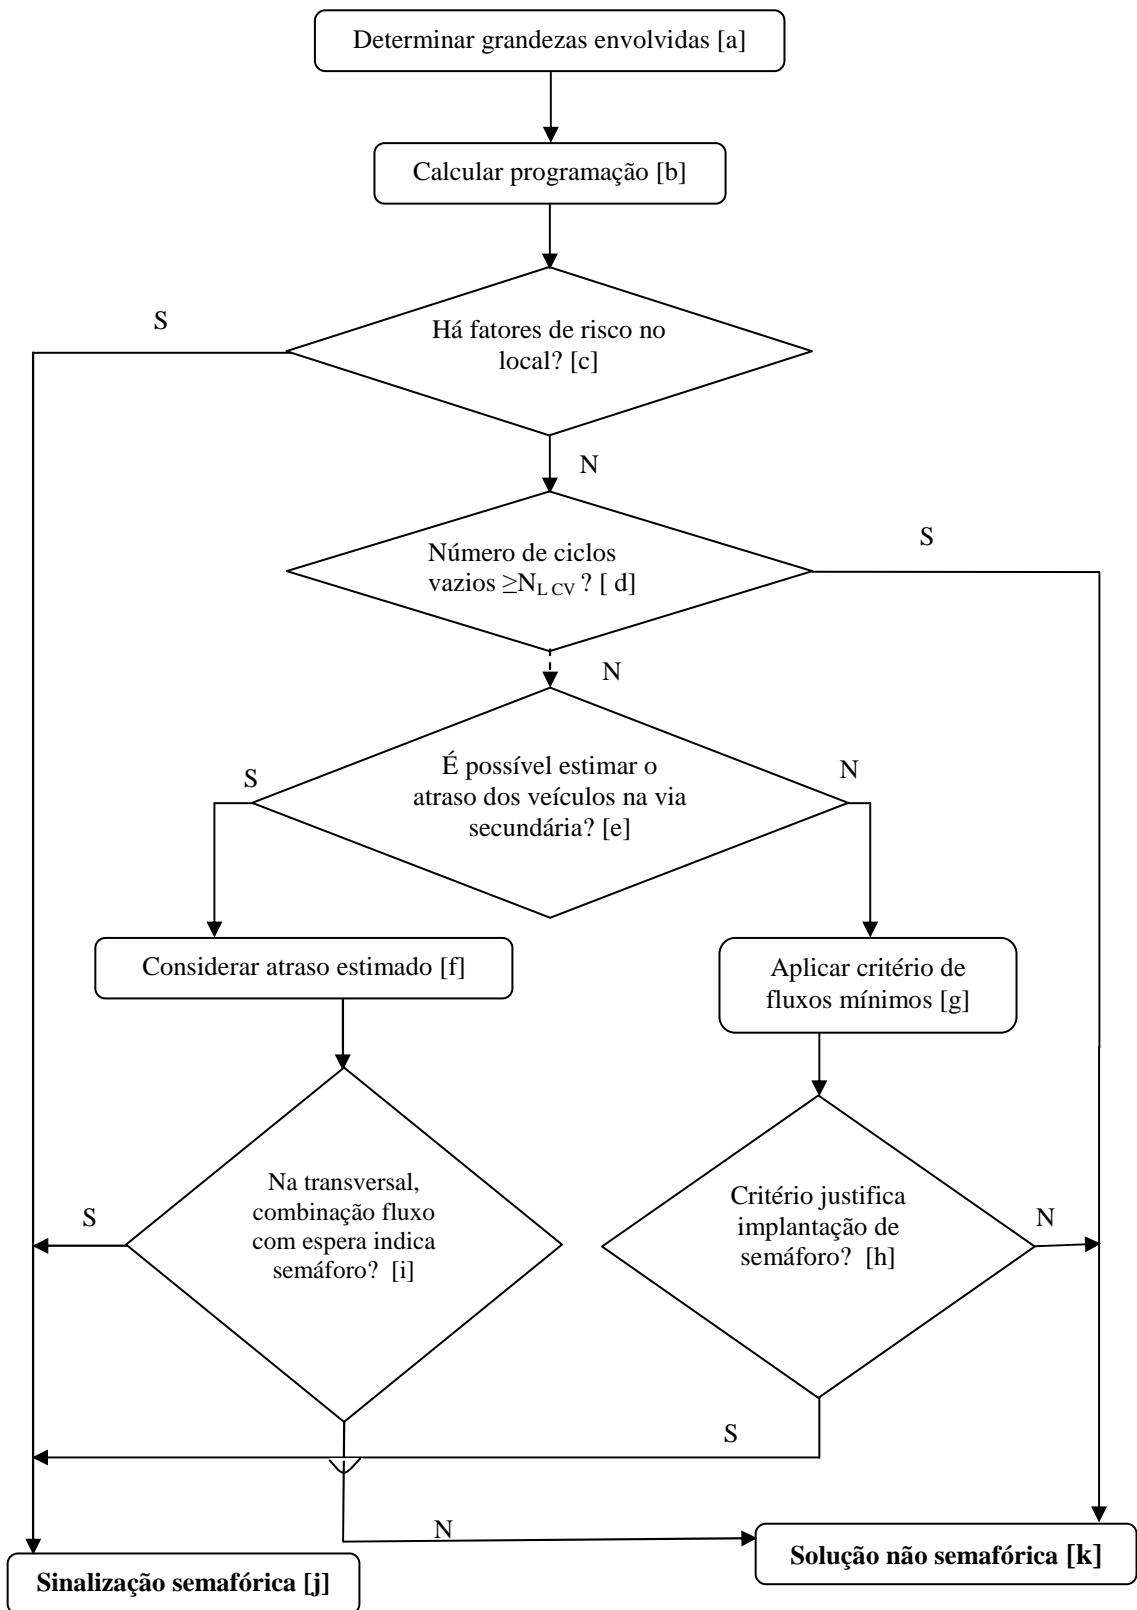 Determinar grandezas envolvidas [a]
Calcular programação [b]
S
Há fatores de risco no
local? [c]
N
S
Número de ciclos
vazios ≥N_L CV ? [ d]
N
S
É possível estimar o
atraso dos veículos na via
secundária? [e]
N
Considerar atraso estimado [f]
Aplicar critério de
fluxos mínimos [g]
S
Na transversal,
combinação fluxo
com espera indica
semáforo? [i]
Critério justifica
implantação de
semáforo? [h]
N
S
N
Solução não semafórica [k]
Sinalização semafórica [j]